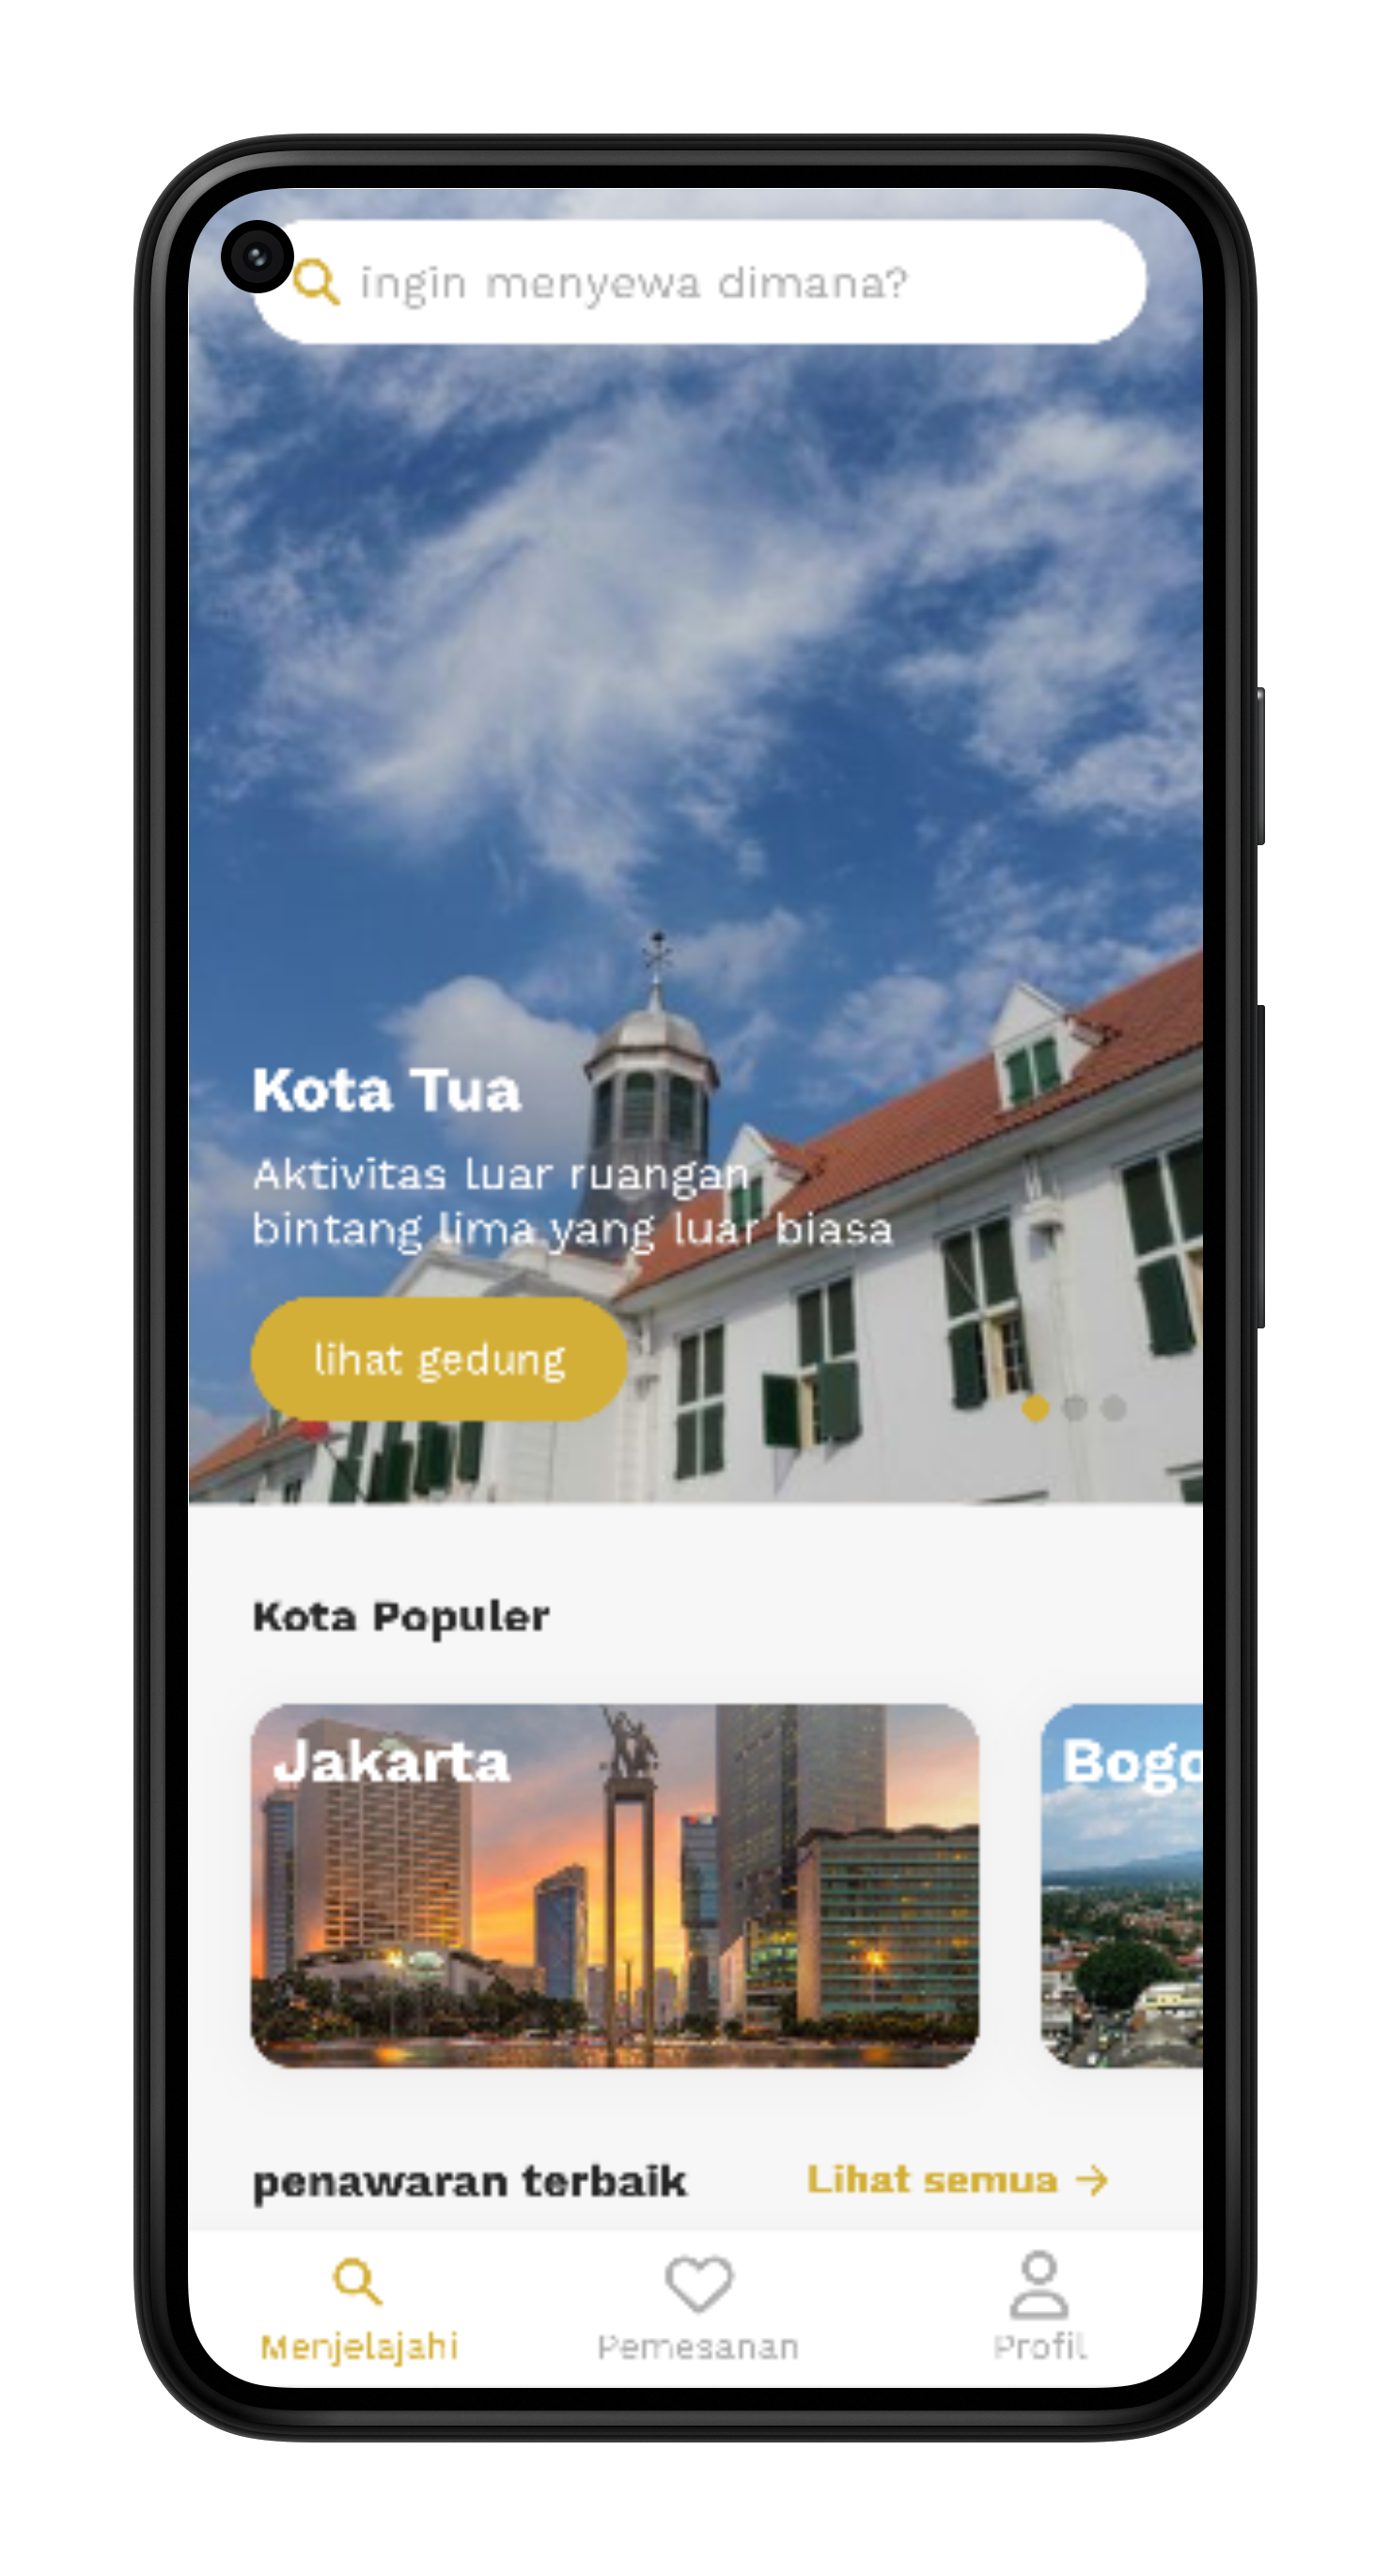 ingin menyewa dimana?
Kota Tua
Aktivitas luar ruangan
bintang lima yang luar biasa
lihat gedung
Kota Populer
Jakarta
Bogo
penawaran terbaik
Lihat semua →
Menjelajahi
Pemesanan
Profil